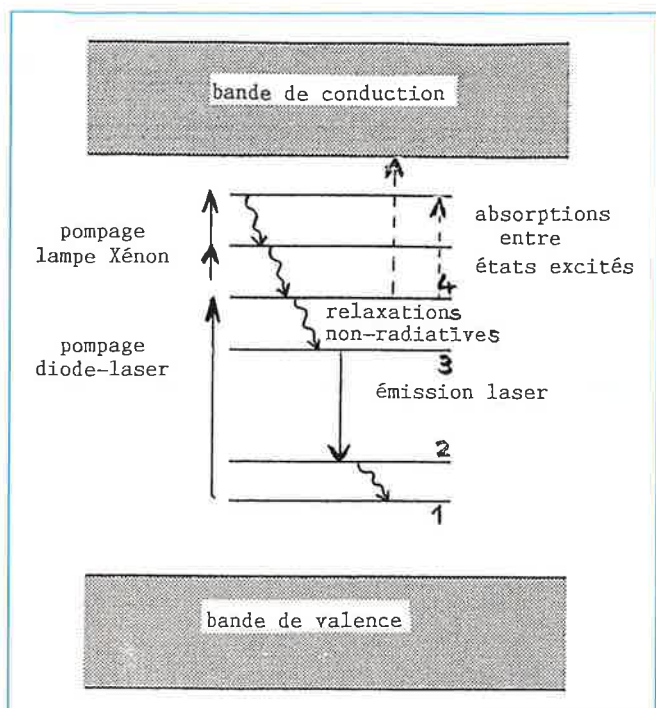 bande de conduction
pompage
lampe Xénon
absorptions
entre
états excités
4
relaxations
non-radiatives
pompage
diode-laser
3
émission laser
2
1
bande de valence